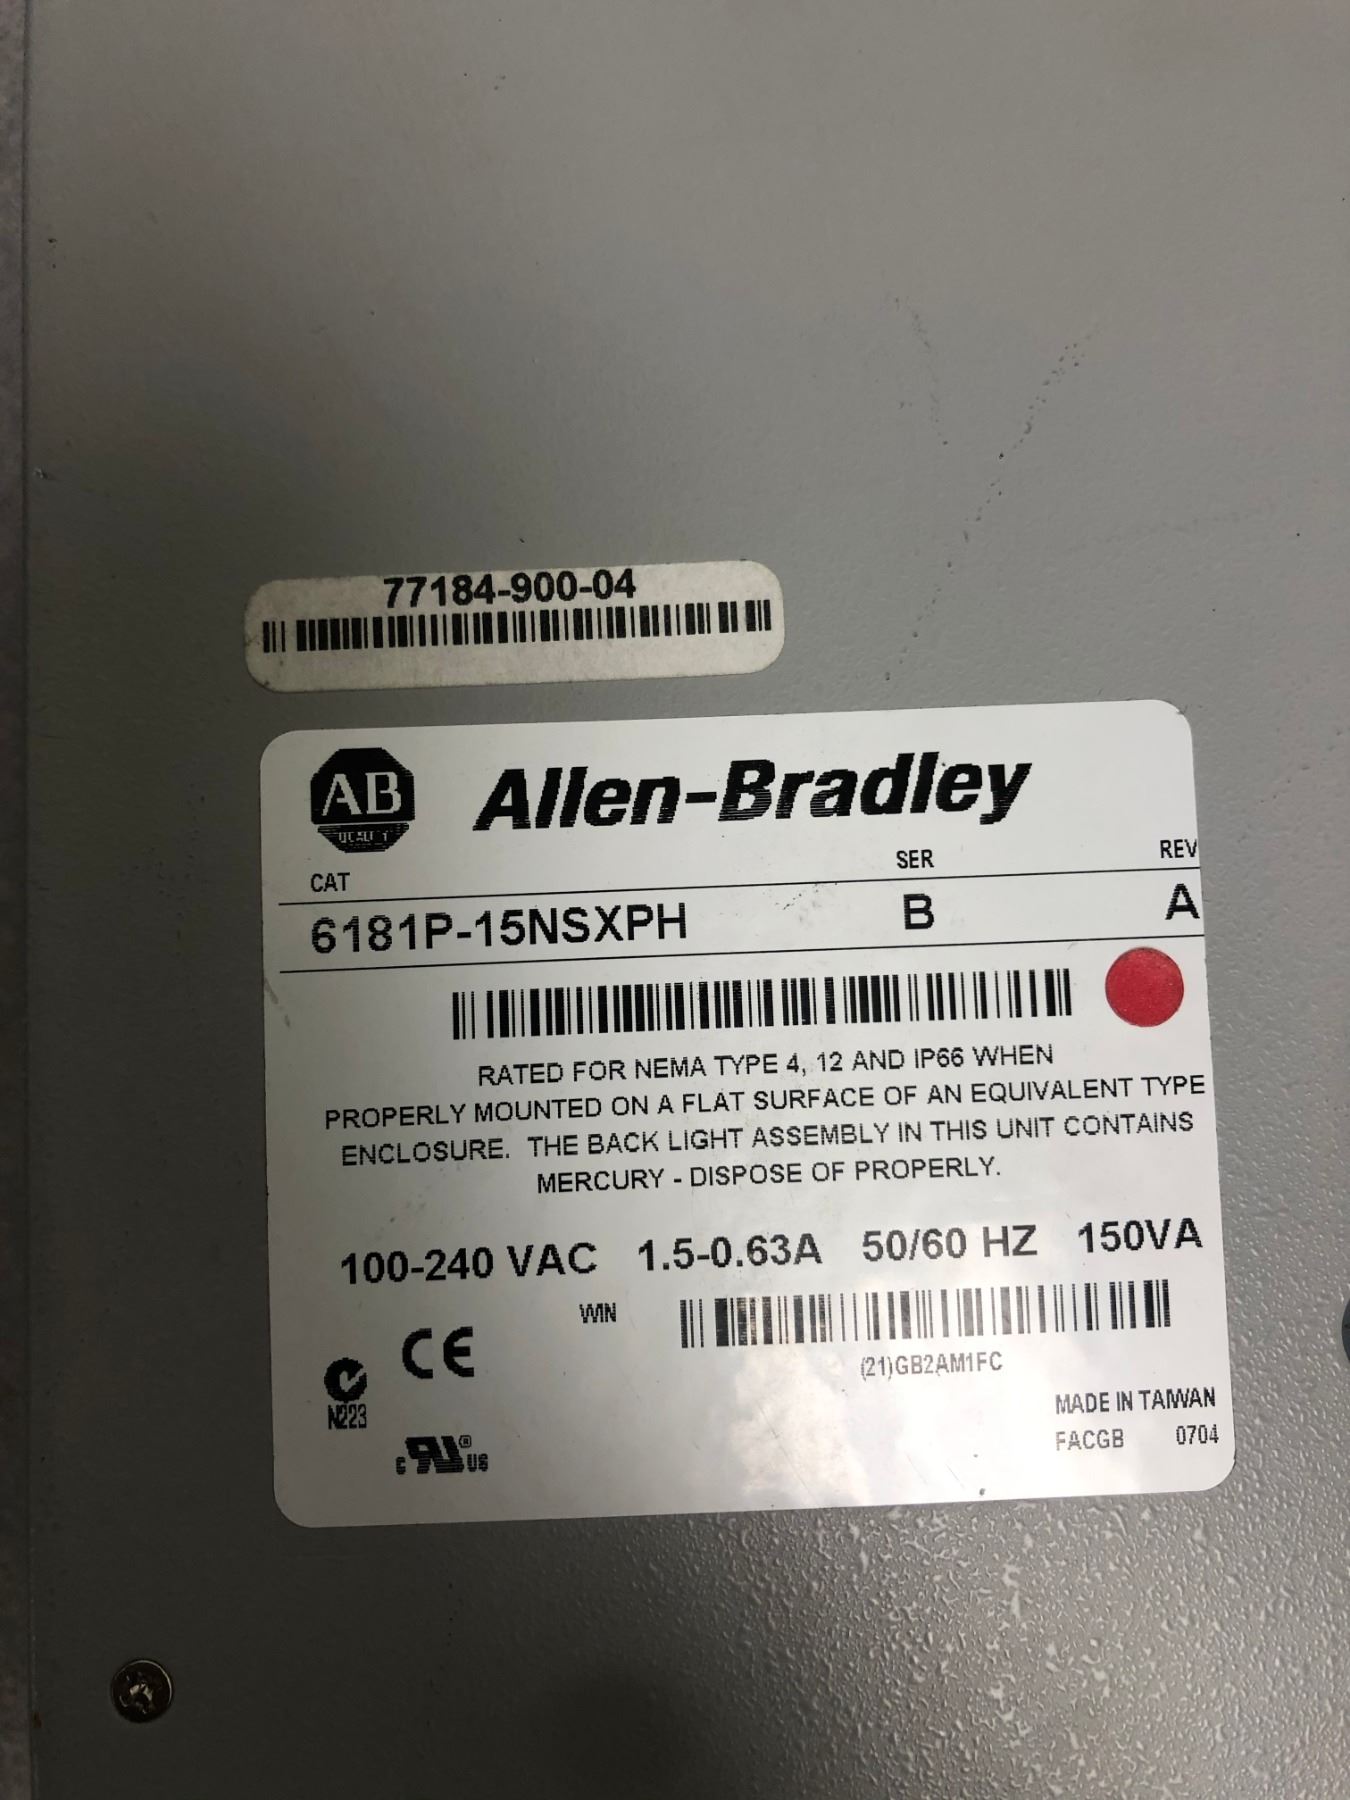 77184-900-04
AB Allen-Bradley
QUALITY
CAT SER REV
6181P-15NSXPH B A
RATED FOR NEMA TYPE 4, 12 AND IP66 WHEN
PROPERLY MOUNTED ON A FLAT SURFACE OF AN EQUIVALENT TYPE
ENCLOSURE. THE BACK LIGHT ASSEMBLY IN THIS UNIT CONTAINS
MERCURY - DISPOSE OF PROPERLY.
100-240 VAC 1.5-0.63A 50/60 HZ 150VA
WIN
CE
(21)GB2AM1FC
N223
MADE IN TAIWAN
FACGB 0704
c RU ® US